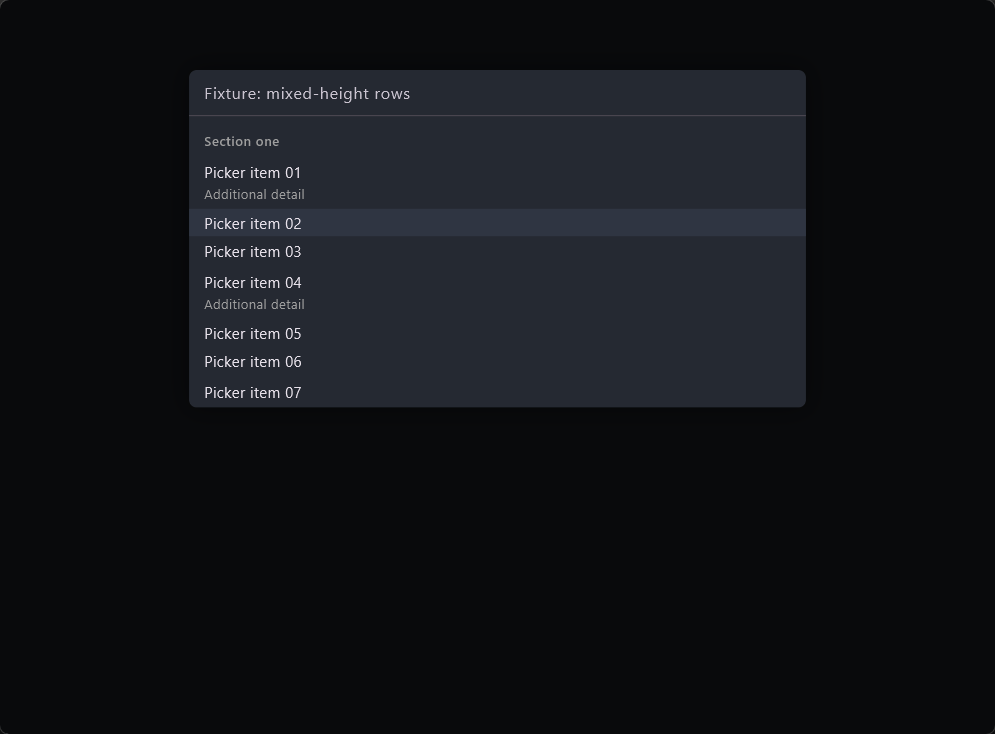 Fixture: mixed-height rows
Section one
Picker item 01
Additional detail
Picker item 02
Picker item 03
Picker item 04
Additional detail
Picker item 05
Picker item 06
Picker item 07